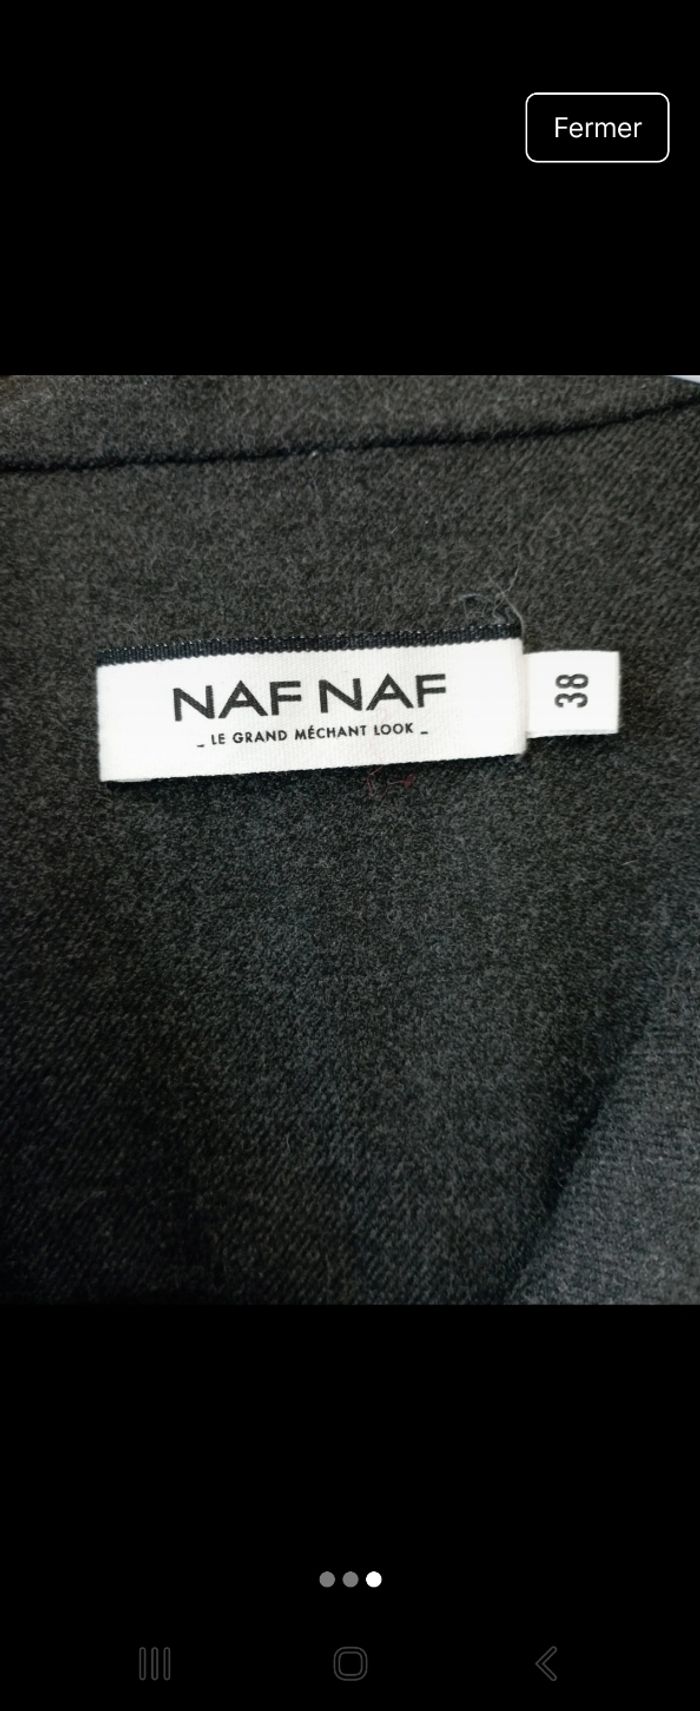 Fermer
NAF NAF
_ LE GRAND MÉCHANT LOOK _
38